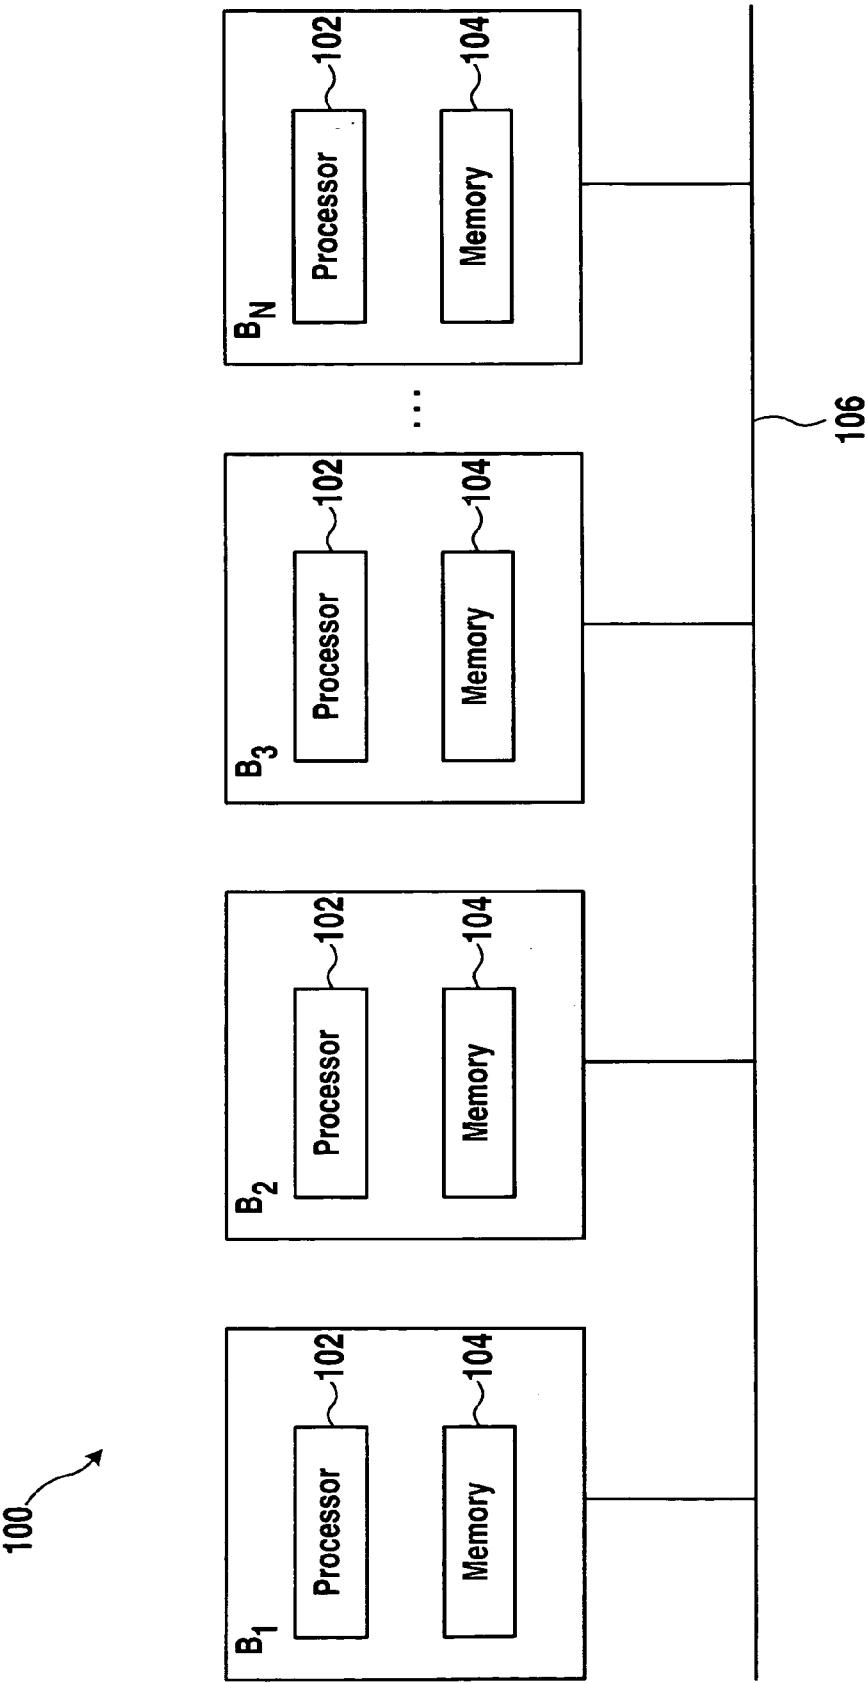 100
B1
Processor
102
Memory
104
B2
Processor
102
Memory
104
B3
Processor
102
Memory
104
...
BN
Processor
102
Memory
104
106